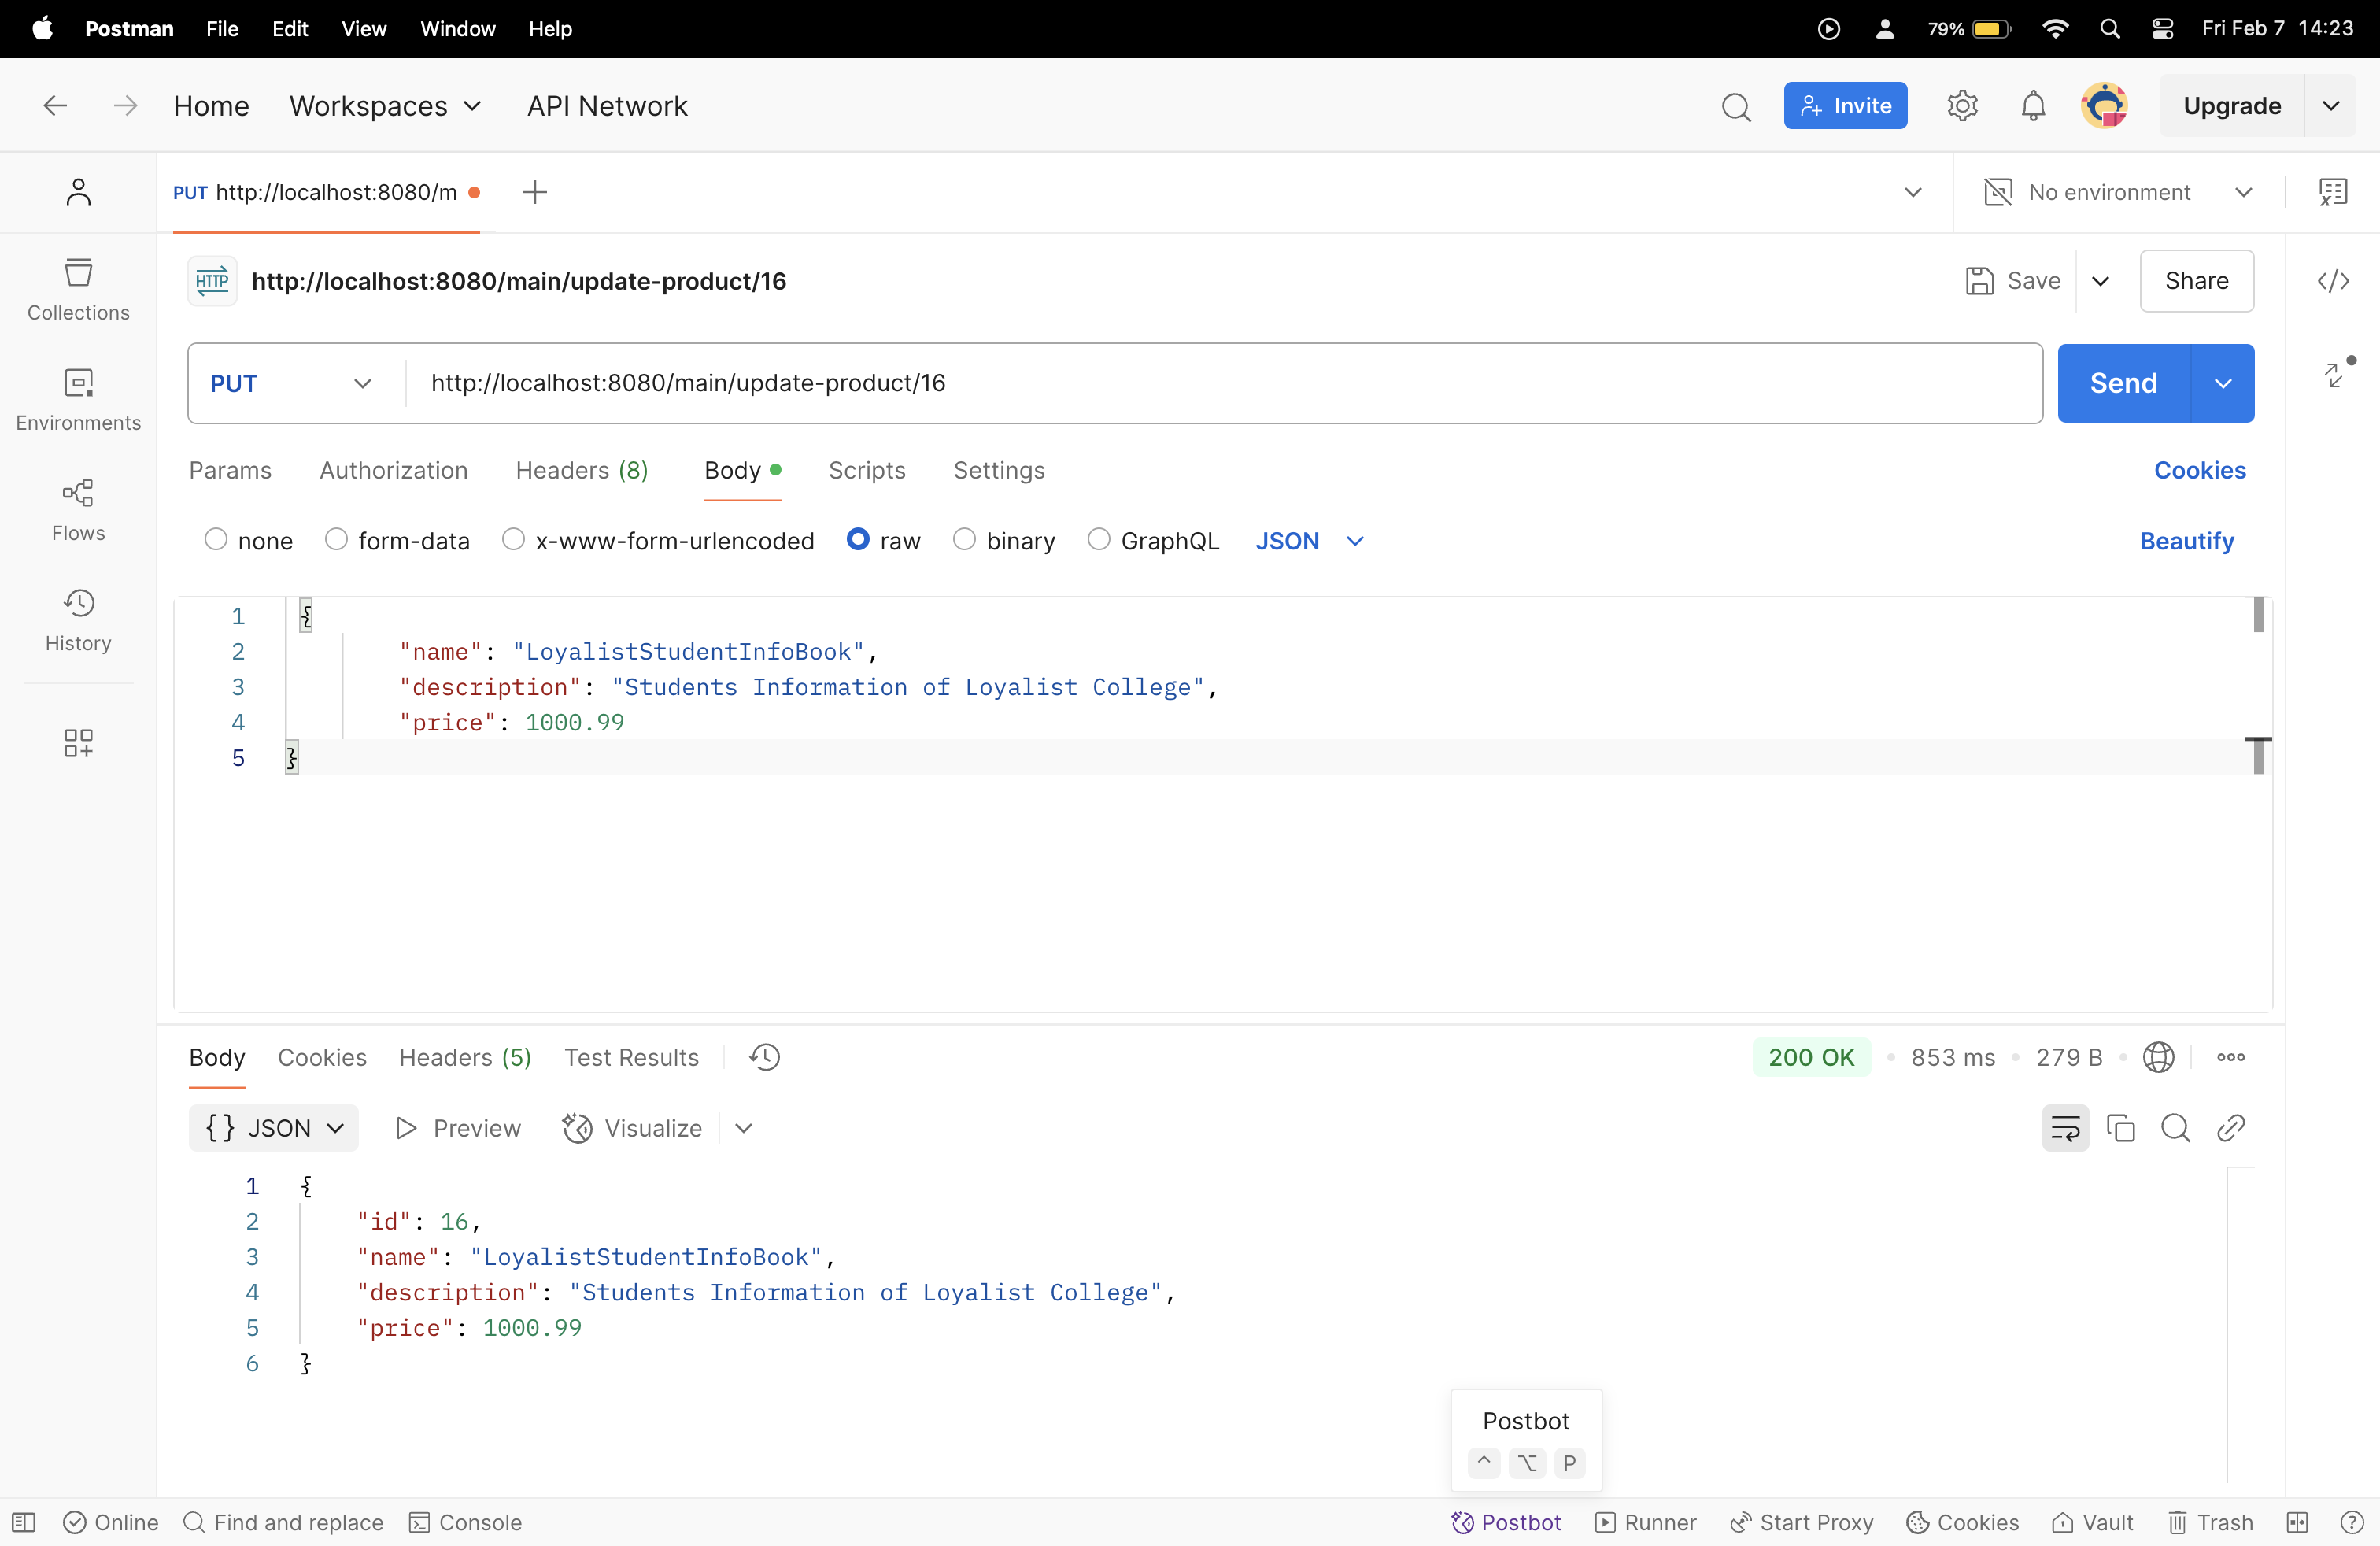 Postman File Edit View Window Help 79% Fri Feb 7 14:23
Home Workspaces API Network Invite Upgrade
PUT http://localhost:8080/m No environment
HTTP http://localhost:8080/main/update-product/16 Save Share
Collections
PUT http://localhost:8080/main/update-product/16 Send
Environments
Params Authorization Headers (8) Body Scripts Settings Cookies
Flows
none form-data x-www-form-urlencoded raw binary GraphQL JSON Beautify
History
1 {
2 "name": "LoyalistStudentInfoBook",
3 "description": "Students Information of Loyalist College",
4 "price": 1000.99
5 }
Body Cookies Headers (5) Test Results 200 OK 853 ms 279 B
{} JSON Preview Visualize
1 {
2 "id": 16,
3 "name": "LoyalistStudentInfoBook",
4 "description": "Students Information of Loyalist College",
5 "price": 1000.99
6 }
Postbot
^ ⌥ P
Online Find and replace Console Postbot Runner Start Proxy Cookies Vault Trash